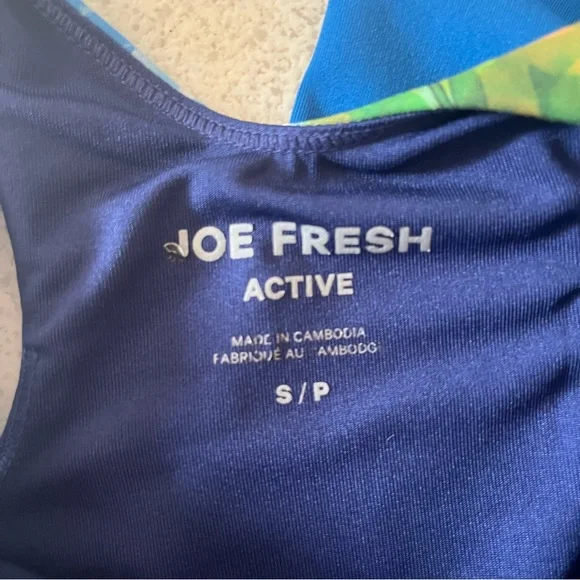 JOE FRESH
ACTIVE
MADE IN CAMBODIA
FABRIQUÉ AU CAMBODGE
S / P